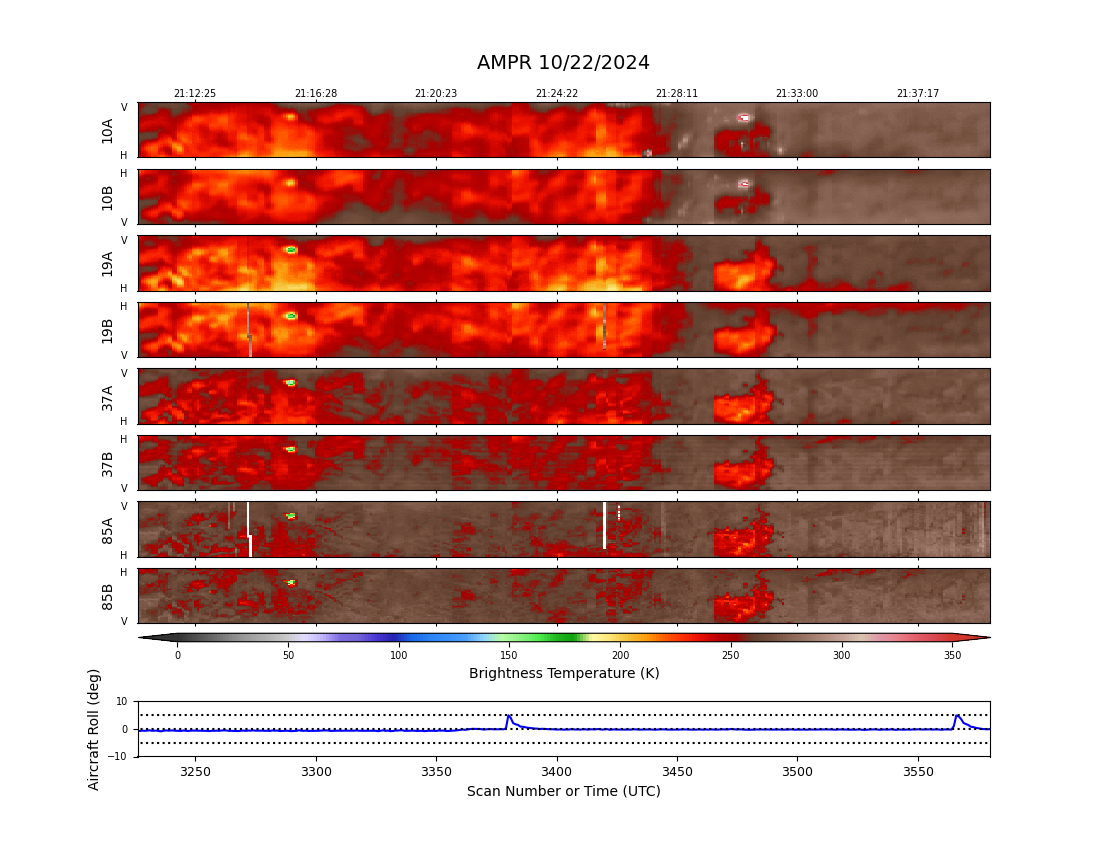 AMPR 10/22/2024
21:12:25 21:16:28 21:20:23 21:24:22 21:28:11 21:33:00 21:37:17
V
10A
H
H
10B
V
V
19A
H
H
19B
V
V
37A
H
H
37B
V
V
85A
H
H
85B
V
0 50 100 150 200 250 300 350
Brightness Temperature (K)
Aircraft Roll (deg)
10
0
−10
3250 3300 3350 3400 3450 3500 3550
Scan Number or Time (UTC)